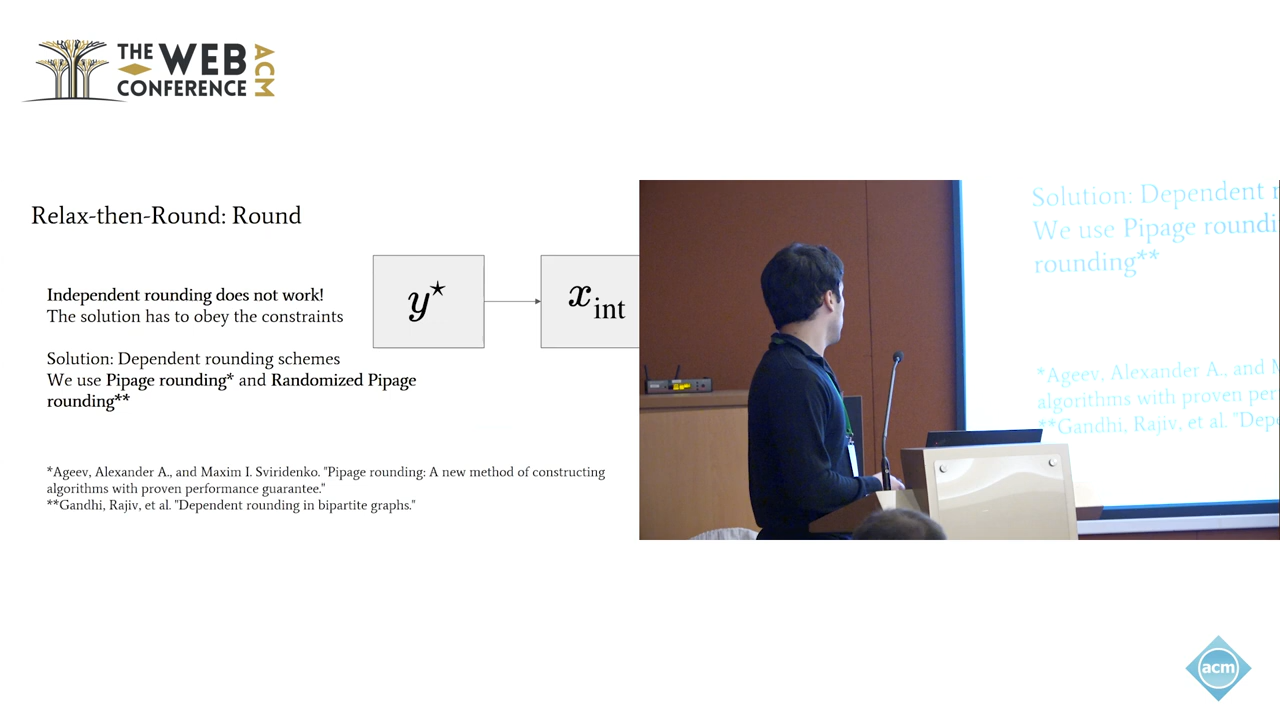 THE WEB
CONFERENCE
ACM
Relax-then-Round: Round
Independent rounding does not work!
The solution has to obey the constraints
Solution: Dependent rounding schemes
We use Pipage rounding* and Randomized Pipage
rounding**
y⋆
x_int
*Ageev, Alexander A., and Maxim I. Sviridenko. "Pipage rounding: A new method of constructing
algorithms with proven performance guarantee."
**Gandhi, Rajiv, et al. "Dependent rounding in bipartite graphs."
Solution: Dependent r
We use Pipage roundi
rounding**
*Ageev, Alexander A., and M
algorithms with proven per
**Gandhi, Rajiv, et al. "Depe
acm